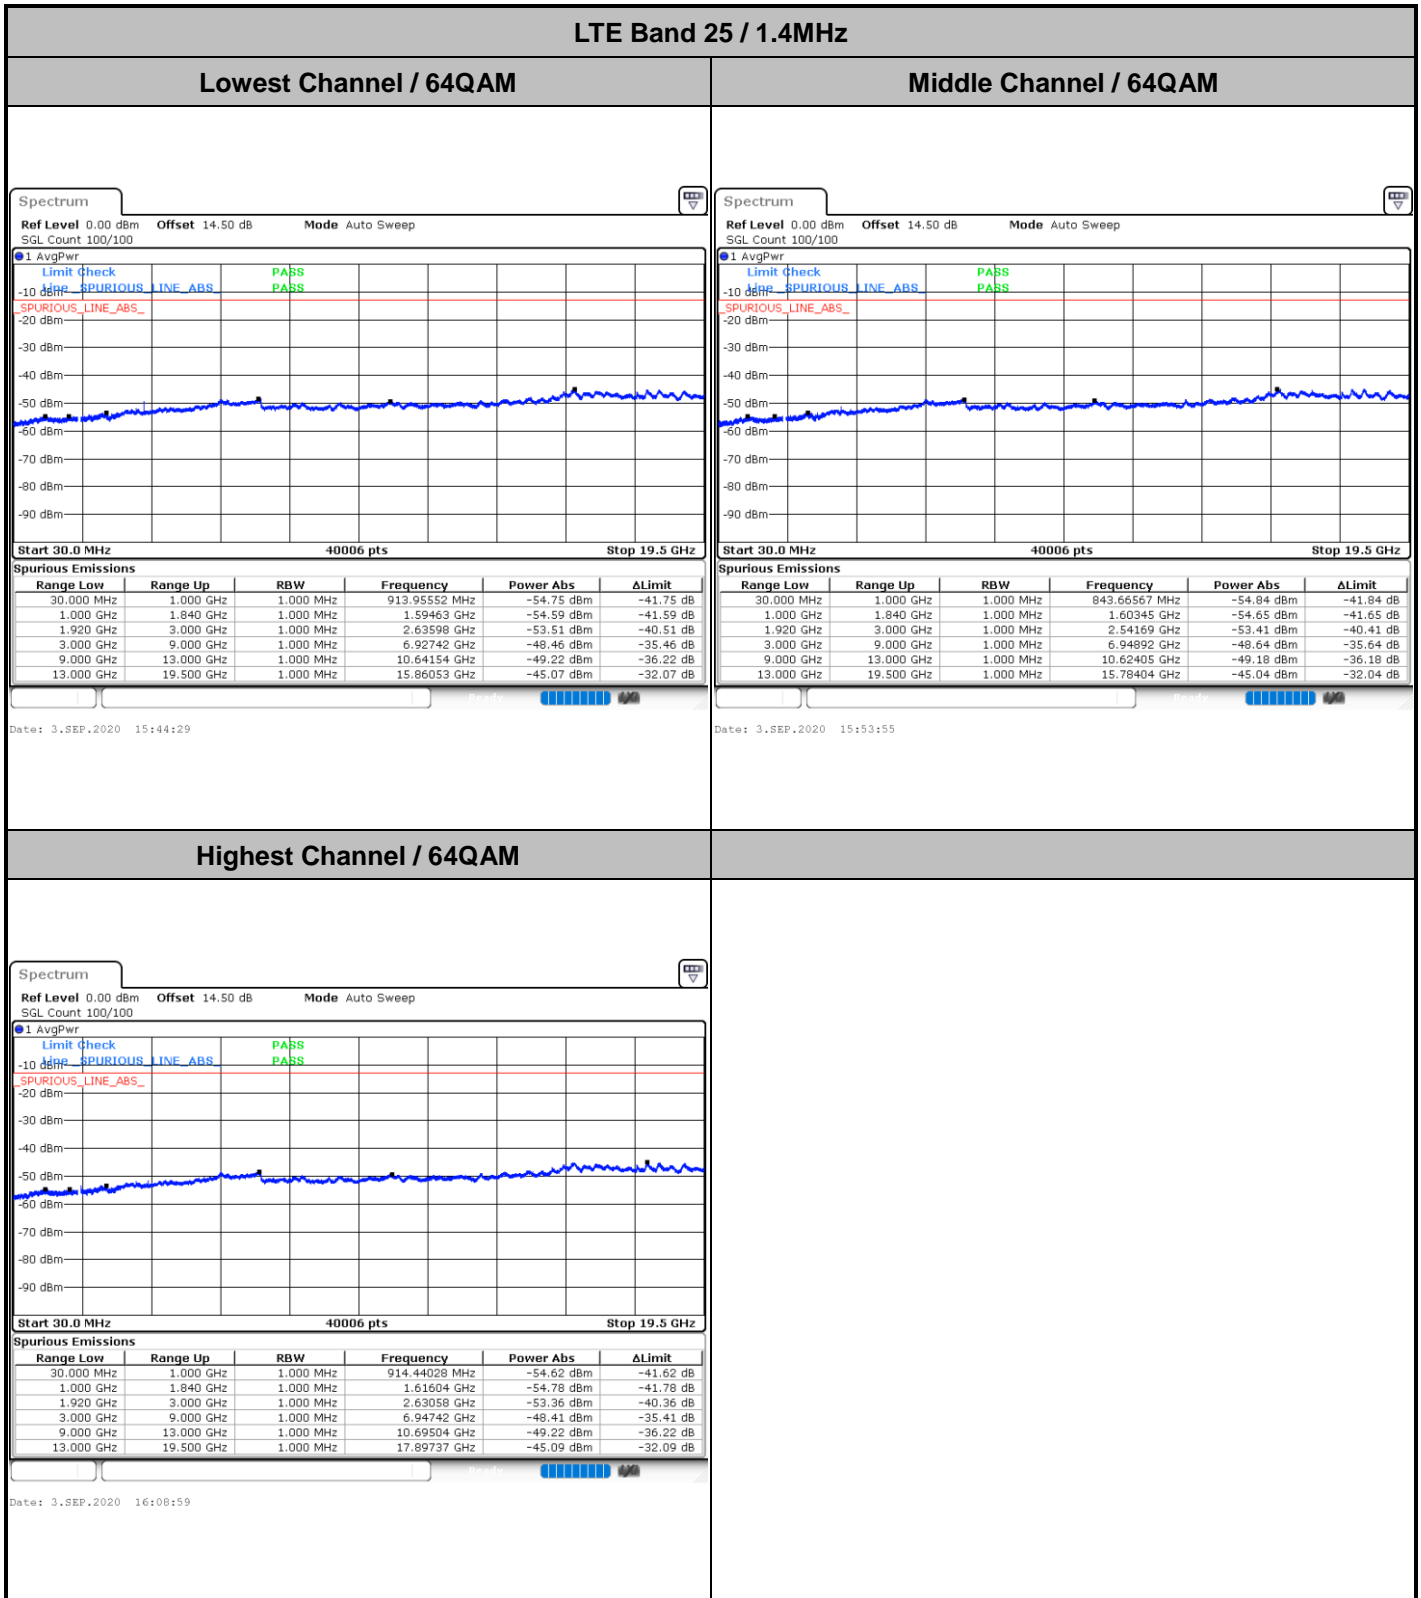 LTE Band 25 / 1.4MHz
Lowest Channel / 64QAM
Middle Channel / 64QAM
Spectrum
Ref Level 0.00 dBm Offset 14.50 dB Mode Auto Sweep
SGL Count 100/100
1 AvgPwr
Limit Check PASS
Line _SPURIOUS_LINE_ABS_ PASS
-10 dBm
_SPURIOUS_LINE_ABS_
-20 dBm
-30 dBm
-40 dBm
-50 dBm
-60 dBm
-70 dBm
-80 dBm
-90 dBm
Start 30.0 MHz 40006 pts Stop 19.5 GHz
Spurious Emissions
Range Low Range Up RBW Frequency Power Abs ΔLimit
30.000 MHz 1.000 GHz 1.000 MHz 913.95552 MHz -54.75 dBm -41.75 dB
1.000 GHz 1.840 GHz 1.000 MHz 1.59463 GHz -54.59 dBm -41.59 dB
1.920 GHz 3.000 GHz 1.000 MHz 2.63598 GHz -53.51 dBm -40.51 dB
3.000 GHz 9.000 GHz 1.000 MHz 6.92742 GHz -48.46 dBm -35.46 dB
9.000 GHz 13.000 GHz 1.000 MHz 10.64154 GHz -49.22 dBm -36.22 dB
13.000 GHz 19.500 GHz 1.000 MHz 15.86053 GHz -45.07 dBm -32.07 dB
Ready
Date: 3.SEP.2020 15:44:29
Spectrum
Ref Level 0.00 dBm Offset 14.50 dB Mode Auto Sweep
SGL Count 100/100
1 AvgPwr
Limit Check PASS
Line _SPURIOUS_LINE_ABS_ PASS
-10 dBm
_SPURIOUS_LINE_ABS_
-20 dBm
-30 dBm
-40 dBm
-50 dBm
-60 dBm
-70 dBm
-80 dBm
-90 dBm
Start 30.0 MHz 40006 pts Stop 19.5 GHz
Spurious Emissions
Range Low Range Up RBW Frequency Power Abs ΔLimit
30.000 MHz 1.000 GHz 1.000 MHz 843.66567 MHz -54.84 dBm -41.84 dB
1.000 GHz 1.840 GHz 1.000 MHz 1.60345 GHz -54.65 dBm -41.65 dB
1.920 GHz 3.000 GHz 1.000 MHz 2.54169 GHz -53.41 dBm -40.41 dB
3.000 GHz 9.000 GHz 1.000 MHz 6.94892 GHz -48.64 dBm -35.64 dB
9.000 GHz 13.000 GHz 1.000 MHz 10.62405 GHz -49.18 dBm -36.18 dB
13.000 GHz 19.500 GHz 1.000 MHz 15.78404 GHz -45.04 dBm -32.04 dB
Ready
Date: 3.SEP.2020 15:53:55
Highest Channel / 64QAM
Spectrum
Ref Level 0.00 dBm Offset 14.50 dB Mode Auto Sweep
SGL Count 100/100
1 AvgPwr
Limit Check PASS
Line _SPURIOUS_LINE_ABS_ PASS
-10 dBm
_SPURIOUS_LINE_ABS_
-20 dBm
-30 dBm
-40 dBm
-50 dBm
-60 dBm
-70 dBm
-80 dBm
-90 dBm
Start 30.0 MHz 40006 pts Stop 19.5 GHz
Spurious Emissions
Range Low Range Up RBW Frequency Power Abs ΔLimit
30.000 MHz 1.000 GHz 1.000 MHz 914.44028 MHz -54.62 dBm -41.62 dB
1.000 GHz 1.840 GHz 1.000 MHz 1.61604 GHz -54.78 dBm -41.78 dB
1.920 GHz 3.000 GHz 1.000 MHz 2.63058 GHz -53.36 dBm -40.36 dB
3.000 GHz 9.000 GHz 1.000 MHz 6.94742 GHz -48.41 dBm -35.41 dB
9.000 GHz 13.000 GHz 1.000 MHz 10.69504 GHz -49.22 dBm -36.22 dB
13.000 GHz 19.500 GHz 1.000 MHz 17.89737 GHz -45.09 dBm -32.09 dB
Ready
Date: 3.SEP.2020 16:08:59